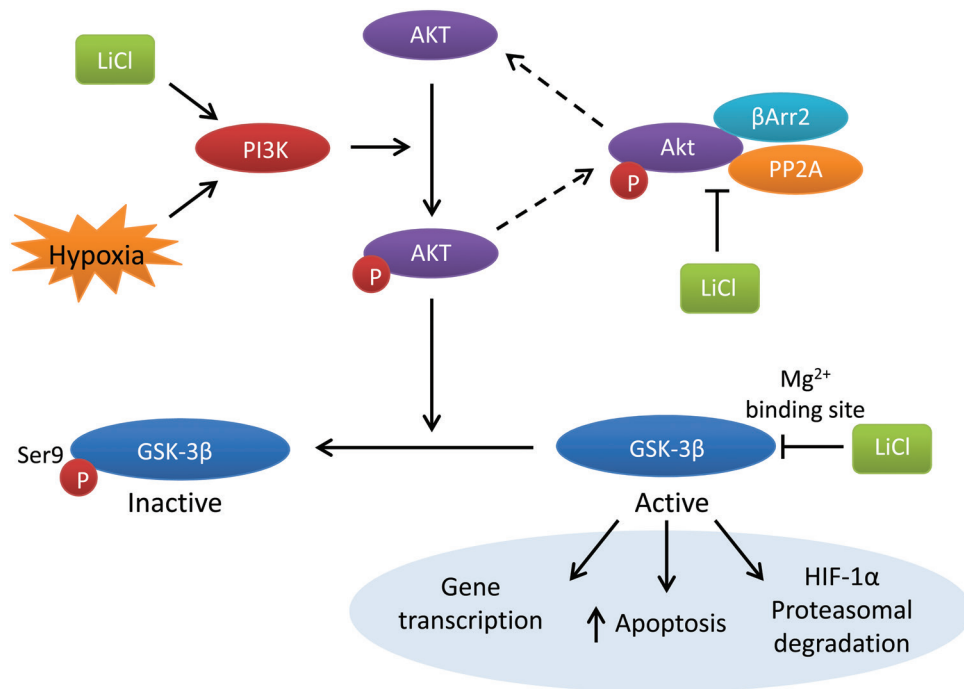 AKT
LiCl
βArr2
PI3K
Akt
PP2A
P
Hypoxia
AKT
P
LiCl
Mg²⁺
binding site
Ser9
GSK-3β
GSK-3β
LiCl
P
Inactive
Active
Gene
transcription
Apoptosis
HIF-1α
Proteasomal
degradation